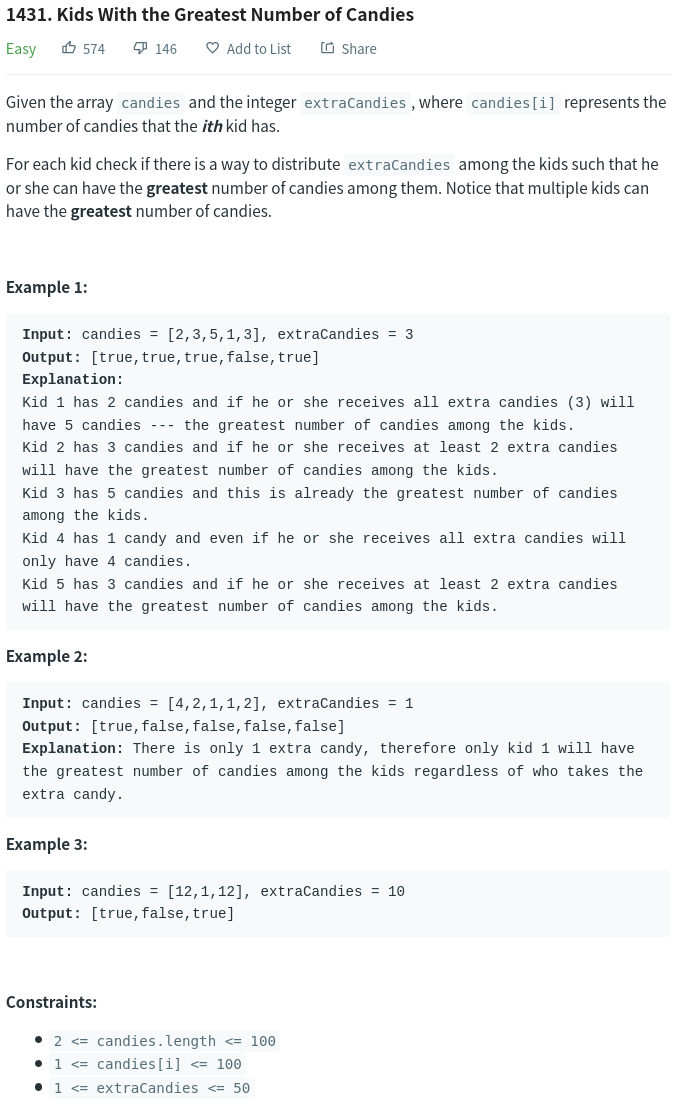 1431. Kids With the Greatest Number of Candies
Easy 574 146 Add to List Share
Given the array candies and the integer extraCandies, where candies[i] represents the
number of candies that the ith kid has.
For each kid check if there is a way to distribute extraCandies among the kids such that he
or she can have the greatest number of candies among them. Notice that multiple kids can
have the greatest number of candies.
Example 1:
Input: candies = [2,3,5,1,3], extraCandies = 3
Output: [true,true,true,false,true]
Explanation:
Kid 1 has 2 candies and if he or she receives all extra candies (3) will
have 5 candies --- the greatest number of candies among the kids.
Kid 2 has 3 candies and if he or she receives at least 2 extra candies
will have the greatest number of candies among the kids.
Kid 3 has 5 candies and this is already the greatest number of candies
among the kids.
Kid 4 has 1 candy and even if he or she receives all extra candies will
only have 4 candies.
Kid 5 has 3 candies and if he or she receives at least 2 extra candies
will have the greatest number of candies among the kids.
Example 2:
Input: candies = [4,2,1,1,2], extraCandies = 1
Output: [true,false,false,false,false]
Explanation: There is only 1 extra candy, therefore only kid 1 will have
the greatest number of candies among the kids regardless of who takes the
extra candy.
Example 3:
Input: candies = [12,1,12], extraCandies = 10
Output: [true,false,true]
Constraints:
2 <= candies.length <= 100
1 <= candies[i] <= 100
1 <= extraCandies <= 50